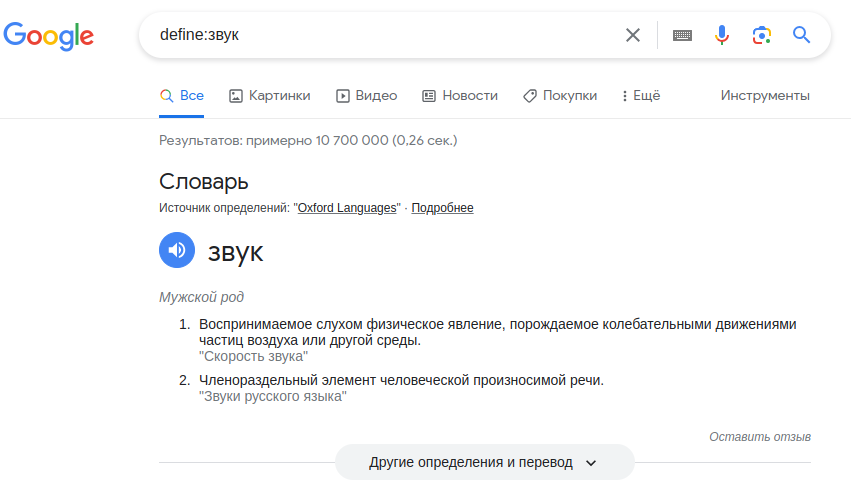 Google
define:звук
Все Картинки Видео Новости Покупки Ещё Инструменты
Результатов: примерно 10 700 000 (0,26 сек.)
Словарь
Источник определений: "Oxford Languages" · Подробнее
звук
Мужской род
1. Воспринимаемое слухом физическое явление, порождаемое колебательными движениями
частиц воздуха или другой среды.
"Скорость звука"
2. Членораздельный элемент человеческой произносимой речи.
"Звуки русского языка"
Оставить отзыв
Другие определения и перевод